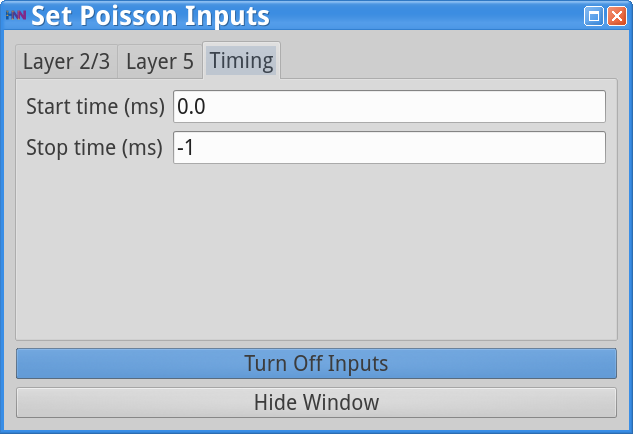 HNN Set Poisson Inputs
Layer 2/3 Layer 5 Timing
Start time (ms) 0.0
Stop time (ms) -1
Turn Off Inputs
Hide Window